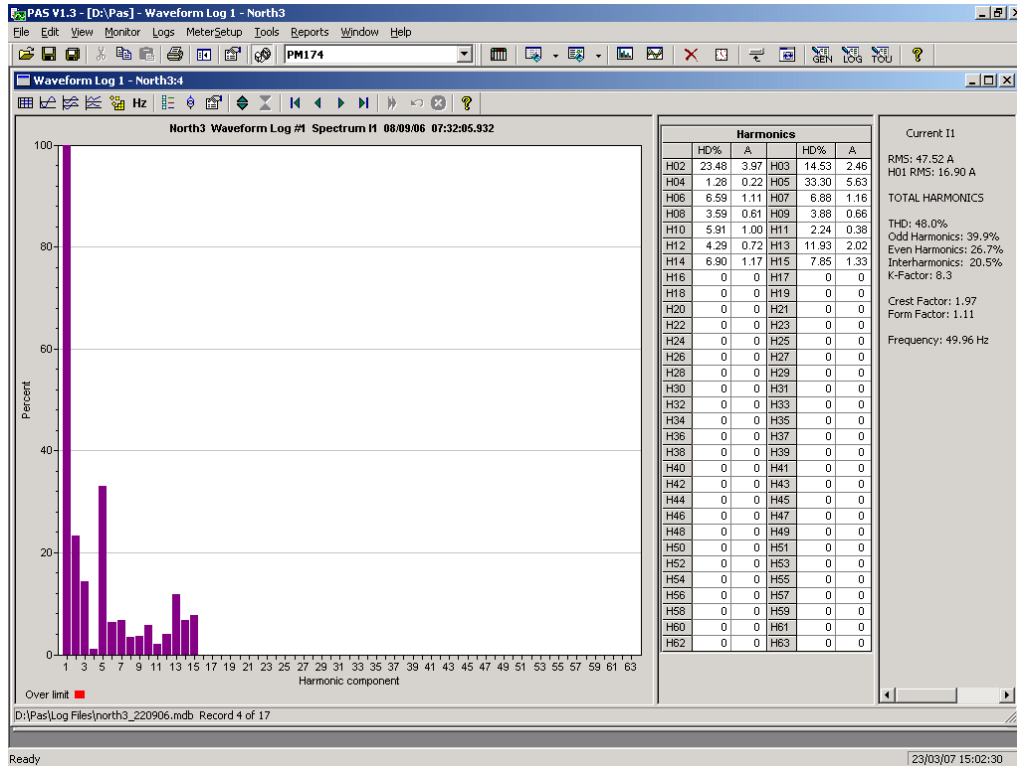 PAS V1.3 - [D:\Pas] - Waveform Log 1 - North3
File Edit View Monitor Logs MeterSetup Tools Reports Window Help
PM174
GEN LOG TOU
Waveform Log 1 - North3:4
Hz
North3 Waveform Log #1 Spectrum I1 08/09/06 07:32:05.932
100
80
60
40
20
0
Percent
1 3 5 7 9 11 13 15 17 19 21 23 25 27 29 31 33 35 37 39 41 43 45 47 49 51 53 55 57 59 61 63
Harmonic component
Over limit
Harmonics
HD% A HD% A
H02 23.48 3.97 H03 14.53 2.46
H04 1.28 0.22 H05 33.30 5.63
H06 6.59 1.11 H07 6.88 1.16
H08 3.59 0.61 H09 3.88 0.66
H10 5.91 1.00 H11 2.24 0.38
H12 4.29 0.72 H13 11.93 2.02
H14 6.90 1.17 H15 7.85 1.33
H16 0 0 H17 0 0
H18 0 0 H19 0 0
H20 0 0 H21 0 0
H22 0 0 H23 0 0
H24 0 0 H25 0 0
H26 0 0 H27 0 0
H28 0 0 H29 0 0
H30 0 0 H31 0 0
H32 0 0 H33 0 0
H34 0 0 H35 0 0
H36 0 0 H37 0 0
H38 0 0 H39 0 0
H40 0 0 H41 0 0
H42 0 0 H43 0 0
H44 0 0 H45 0 0
H46 0 0 H47 0 0
H48 0 0 H49 0 0
H50 0 0 H51 0 0
H52 0 0 H53 0 0
H54 0 0 H55 0 0
H56 0 0 H57 0 0
H58 0 0 H59 0 0
H60 0 0 H61 0 0
H62 0 0 H63 0 0
Current I1
RMS: 47.52 A
H01 RMS: 16.90 A
TOTAL HARMONICS
THD: 48.0%
Odd Harmonics: 39.9%
Even Harmonics: 26.7%
Interharmonics: 20.5%
K-Factor: 8.3
Crest Factor: 1.97
Form Factor: 1.11
Frequency: 49.96 Hz
D:\Pas\Log Files\north3_220906.mdb Record 4 of 17
Ready
23/03/07 15:02:30